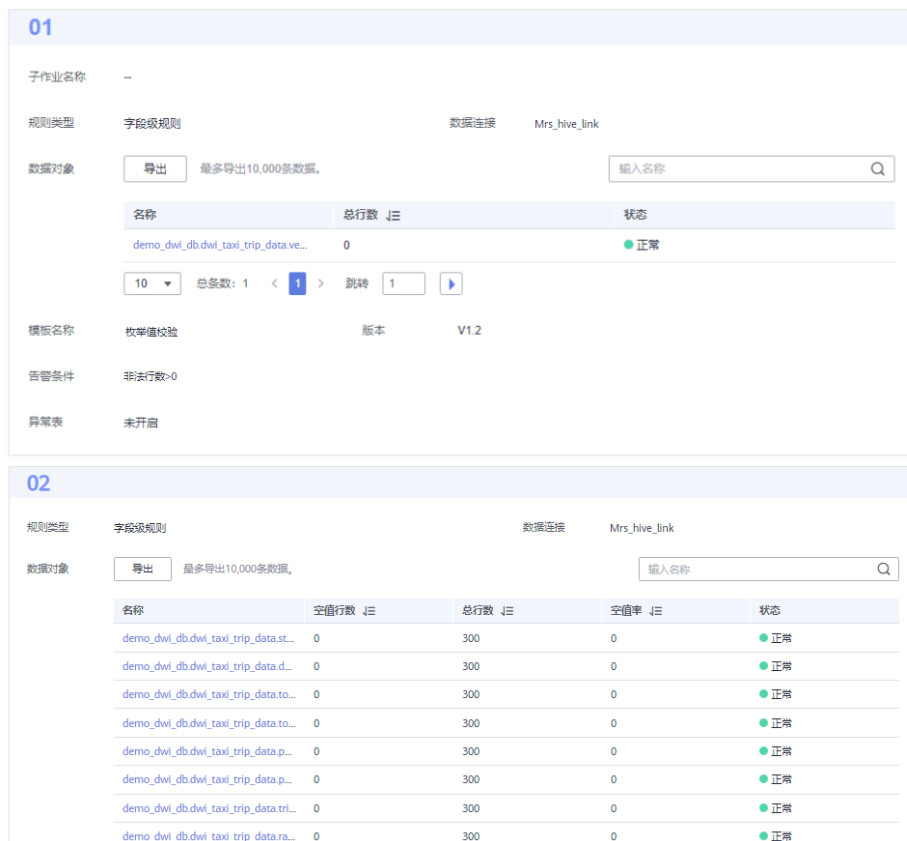 01
子作业名称 --
规则类型 字段级规则 数据连接 Mrs_hive_link
数据对象 导出 最多导出10,000条数据。 输入名称
名称 总行数 状态
demo_dwi_db.dwi_taxi_trip_data.ve... 0 正常
10 总条数: 1 < 1 > 跳转 1
模板名称 枚举值校验 版本 V1.2
告警条件 非法行数>0
异常表 未开启
02
规则类型 字段级规则 数据连接 Mrs_hive_link
数据对象 导出 最多导出10,000条数据。 输入名称
名称 空值行数 总行数 空值率 状态
demo_dwi_db.dwi_taxi_trip_data.st... 0 300 0 正常
demo_dwi_db.dwi_taxi_trip_data.d... 0 300 0 正常
demo_dwi_db.dwi_taxi_trip_data.to... 0 300 0 正常
demo_dwi_db.dwi_taxi_trip_data.to... 0 300 0 正常
demo_dwi_db.dwi_taxi_trip_data.p... 0 300 0 正常
demo_dwi_db.dwi_taxi_trip_data.p... 0 300 0 正常
demo_dwi_db.dwi_taxi_trip_data.tri... 0 300 0 正常
demo_dwi_db.dwi_taxi_trip_data.ra... 0 300 0 正常